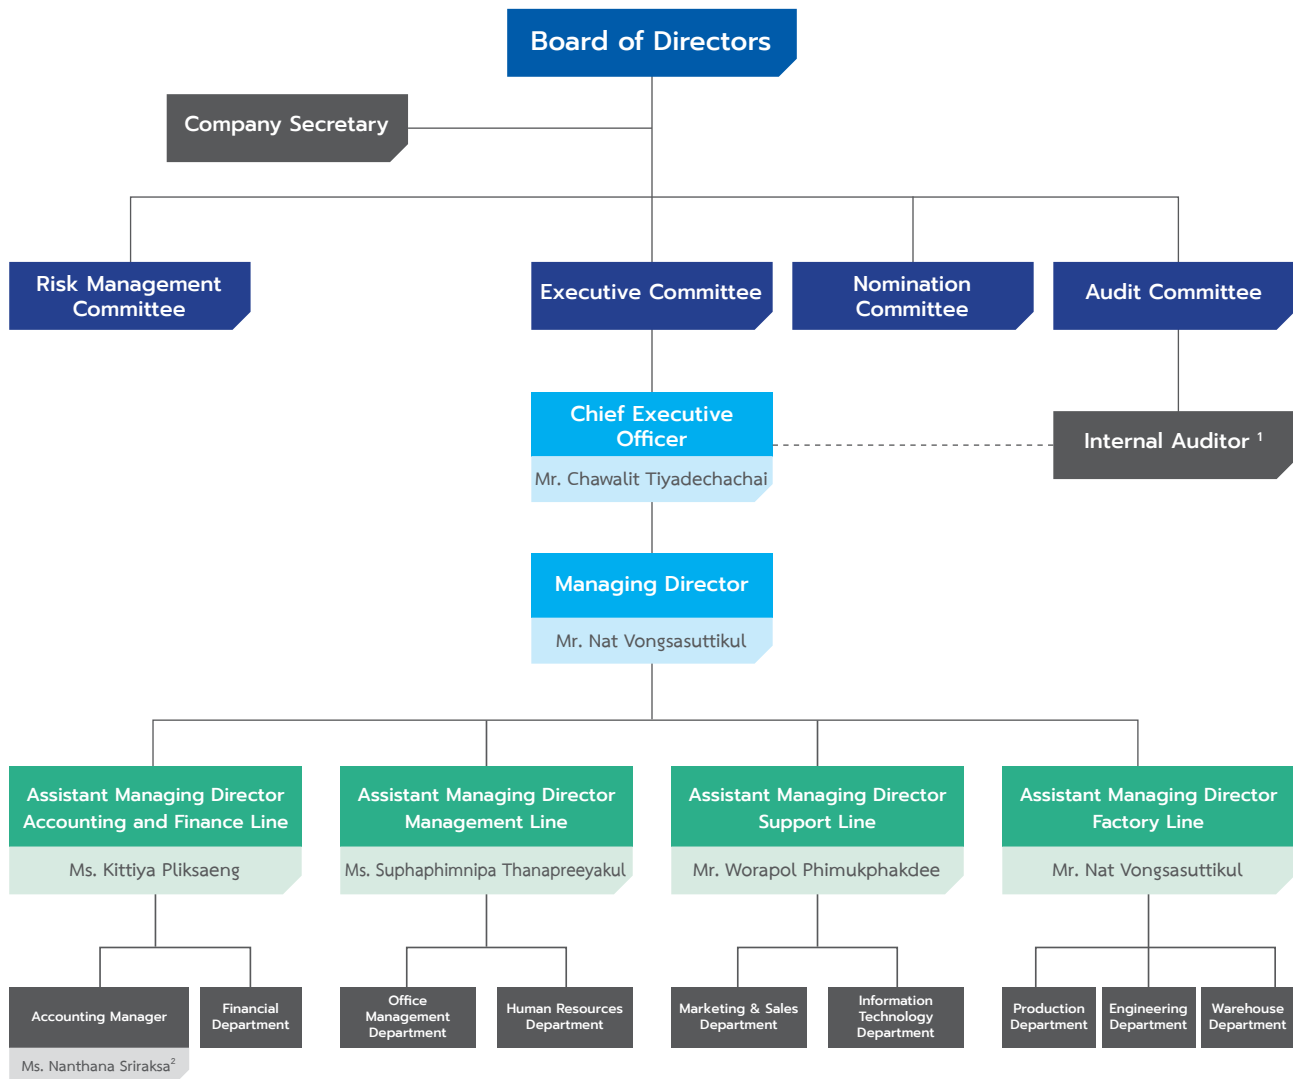 Board of Directors
Company Secretary
Risk Management
Committee
Executive Committee
Nomination
Committee
Audit Committee
Chief Executive
Officer
Mr. Chawalit Tiyadechachai
Internal Auditor ¹
Managing Director
Mr. Nat Vongsasuttikul
Assistant Managing Director
Accounting and Finance Line
Ms. Kittiya Pliksaeng
Assistant Managing Director
Management Line
Ms. Suphaphimnipa Thanapreeyakul
Assistant Managing Director
Support Line
Mr. Worapol Phimukphakdee
Assistant Managing Director
Factory Line
Mr. Nat Vongsasuttikul
Accounting Manager
Ms. Nanthana Sriraksa²
Financial
Department
Office
Management
Department
Human Resources
Department
Marketing & Sales
Department
Information
Technology
Department
Production
Department
Engineering
Department
Warehouse
Department